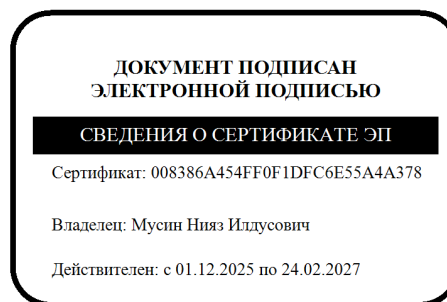 ДОКУМЕНТ ПОДПИСАН
ЭЛЕКТРОННОЙ ПОДПИСЬЮ
СВЕДЕНИЯ О СЕРТИФИКАТЕ ЭП
Сертификат: 008386A454FF0F1DFC6E55A4A378
Владелец: Мусин Нияз Илдусович
Действителен: с 01.12.2025 по 24.02.2027